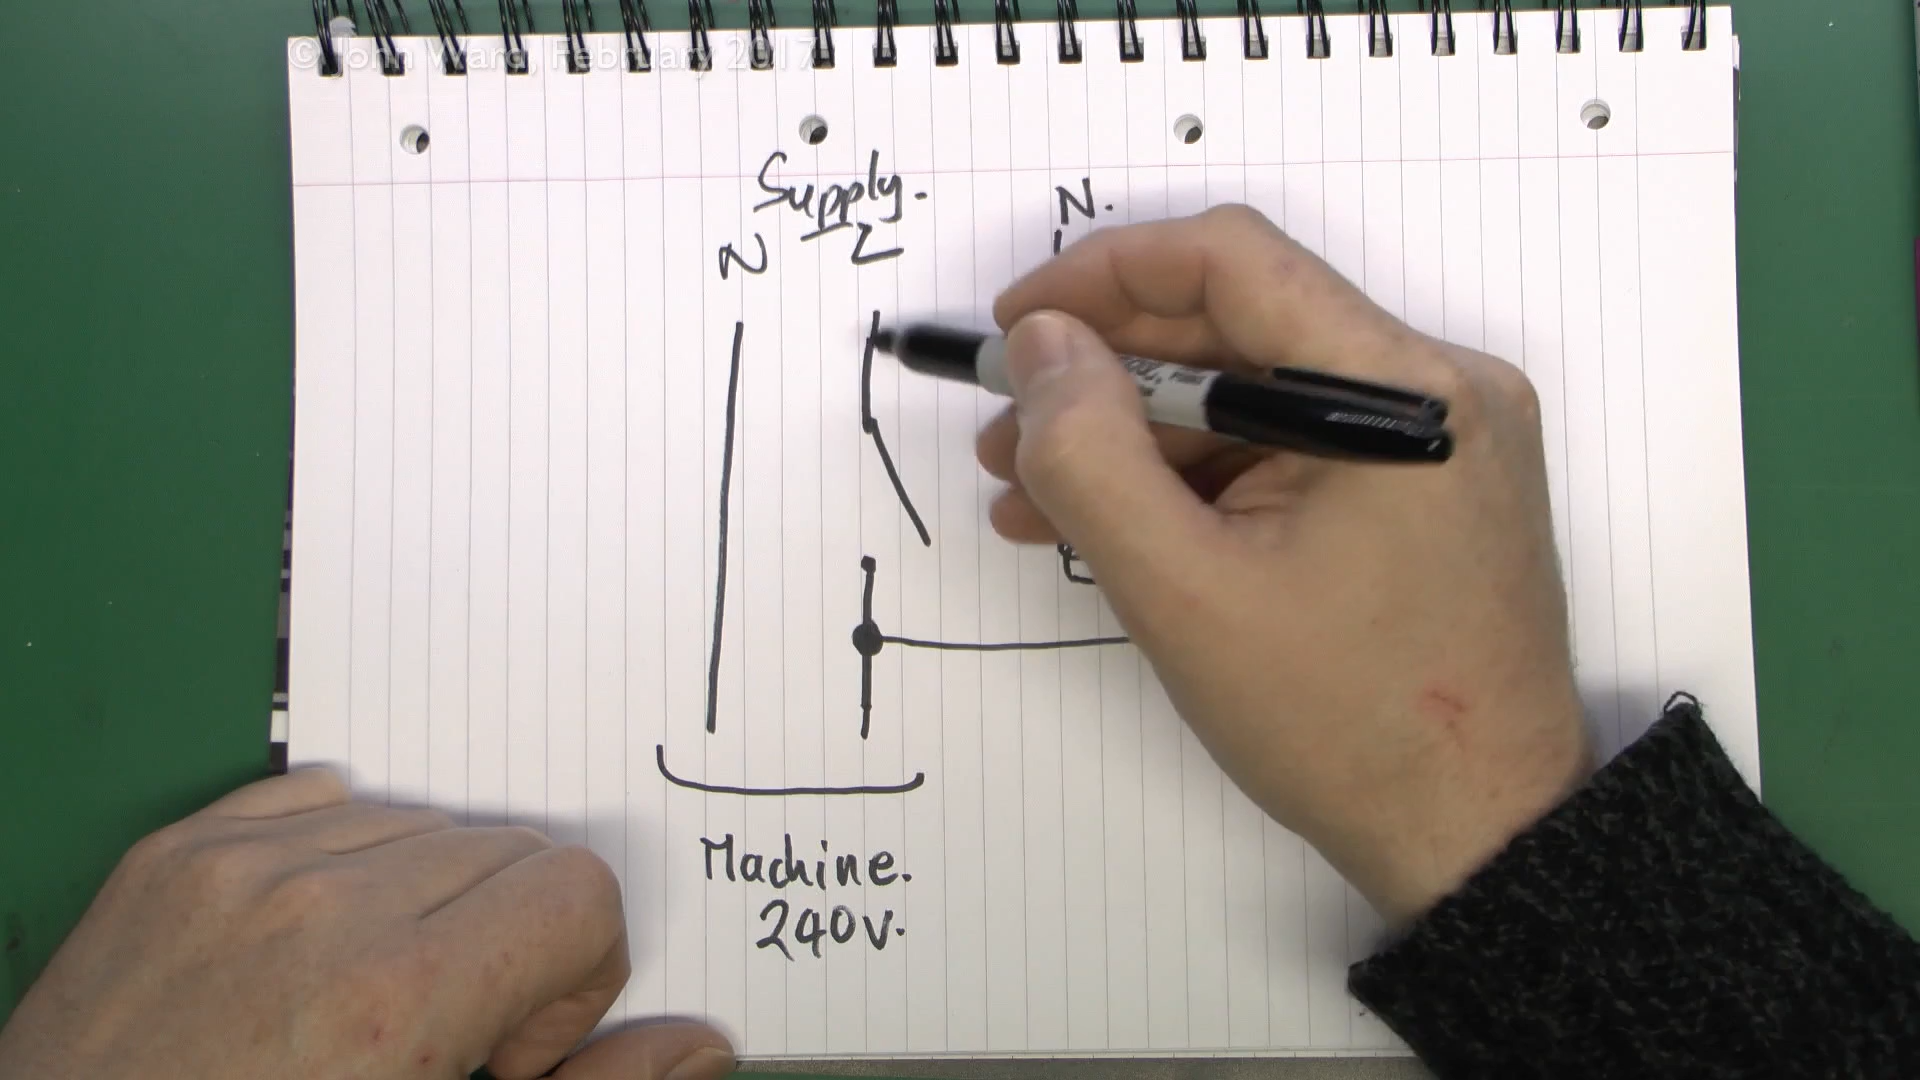 © John Ward, February 2017
Supply.
N L
N.
Machine.
240V.